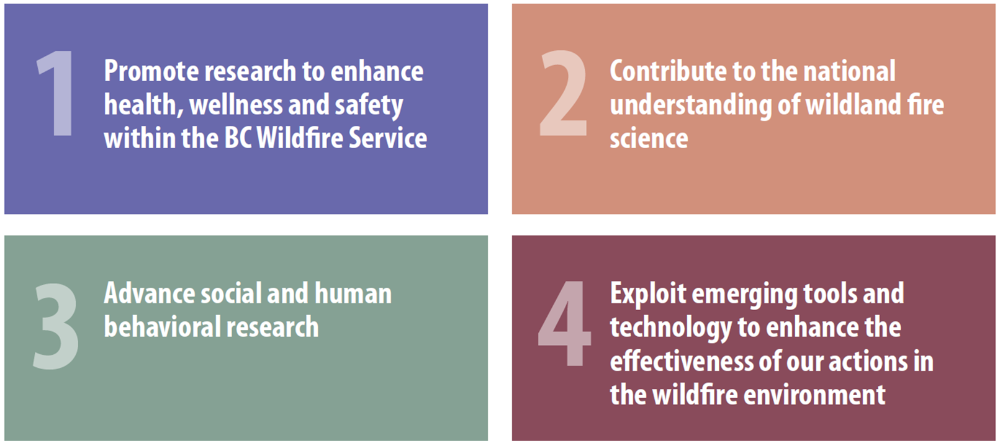 1
Promote research to enhance
health, wellness and safety
within the BC Wildfire Service
2
Contribute to the national
understanding of wildland fire
science
3
Advance social and human
behavioral research
4
Exploit emerging tools and
technology to enhance the
effectiveness of our actions in
the wildfire environment